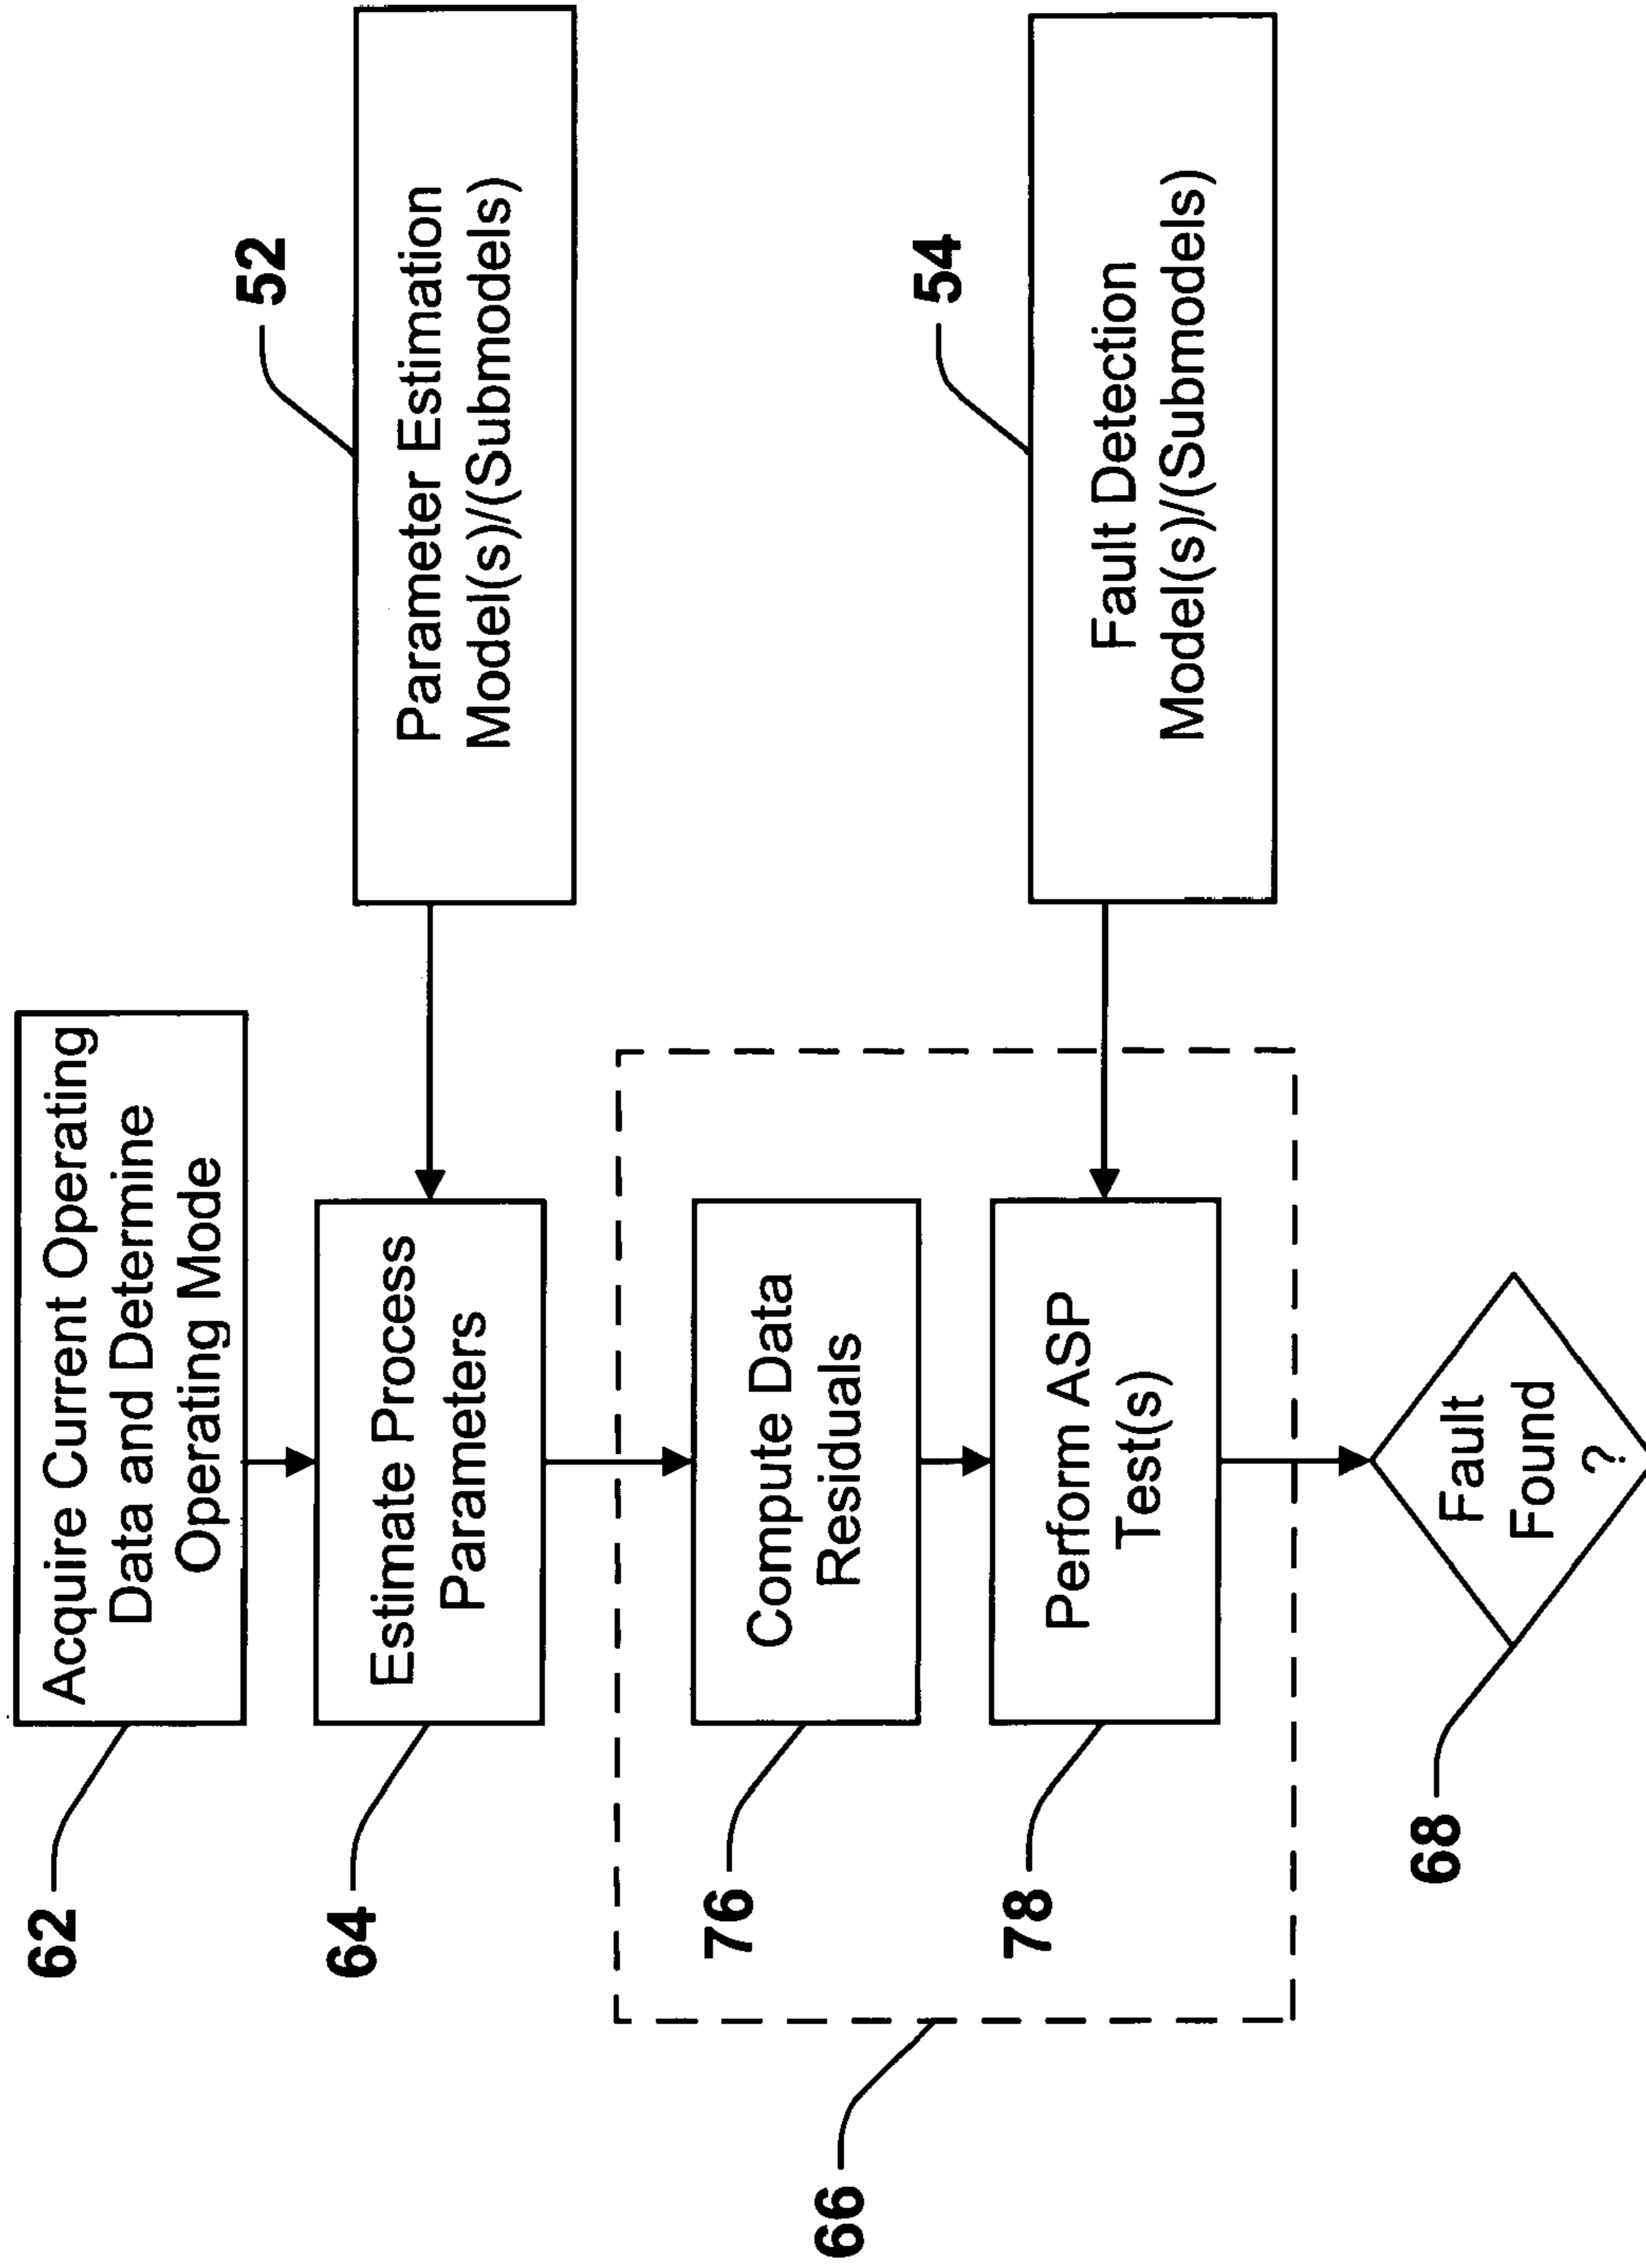 62
Acquire Current Operating
Data and Determine
Operating Mode
52
Parameter Estimation
Model(s)/(Submodels)
64
Estimate Process
Parameters
66
76
Compute Data
Residuals
54
Fault Detection
Model(s)/(Submodels)
78
Perform ASP
Test(s)
68
Fault
Found
?